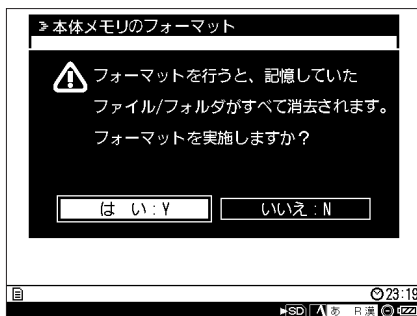 本体メモリのフォーマット
フォーマットを行うと、記憶していた
ファイル/フォルダがすべて消去されます。
フォーマットを実施しますか？
は い:Y
いいえ:N
23:19
SD あ R漢